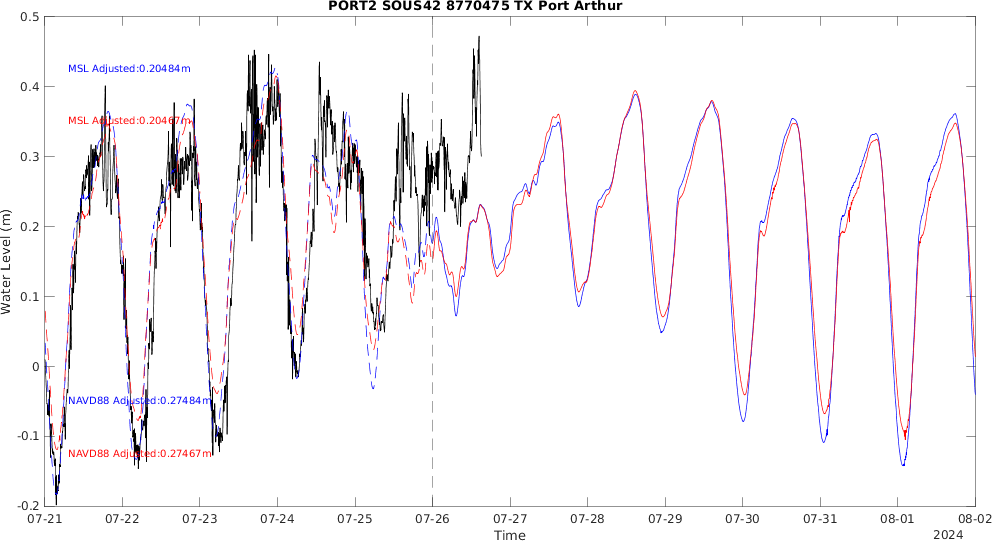 PORT2 SOUS42 8770475 TX Port Arthur
0.5
MSL Adjusted:0.20484m
0.4
MSL Adjusted:0.20467m
0.3
0.2
Water Level (m)
0.1
0
NAVD88 Adjusted:0.27484m
-0.1
NAVD88 Adjusted:0.27467m
-0.2
07-21 07-22 07-23 07-24 07-25 07-26 07-27 07-28 07-29 07-30 07-31 08-01 08-02
Time
2024